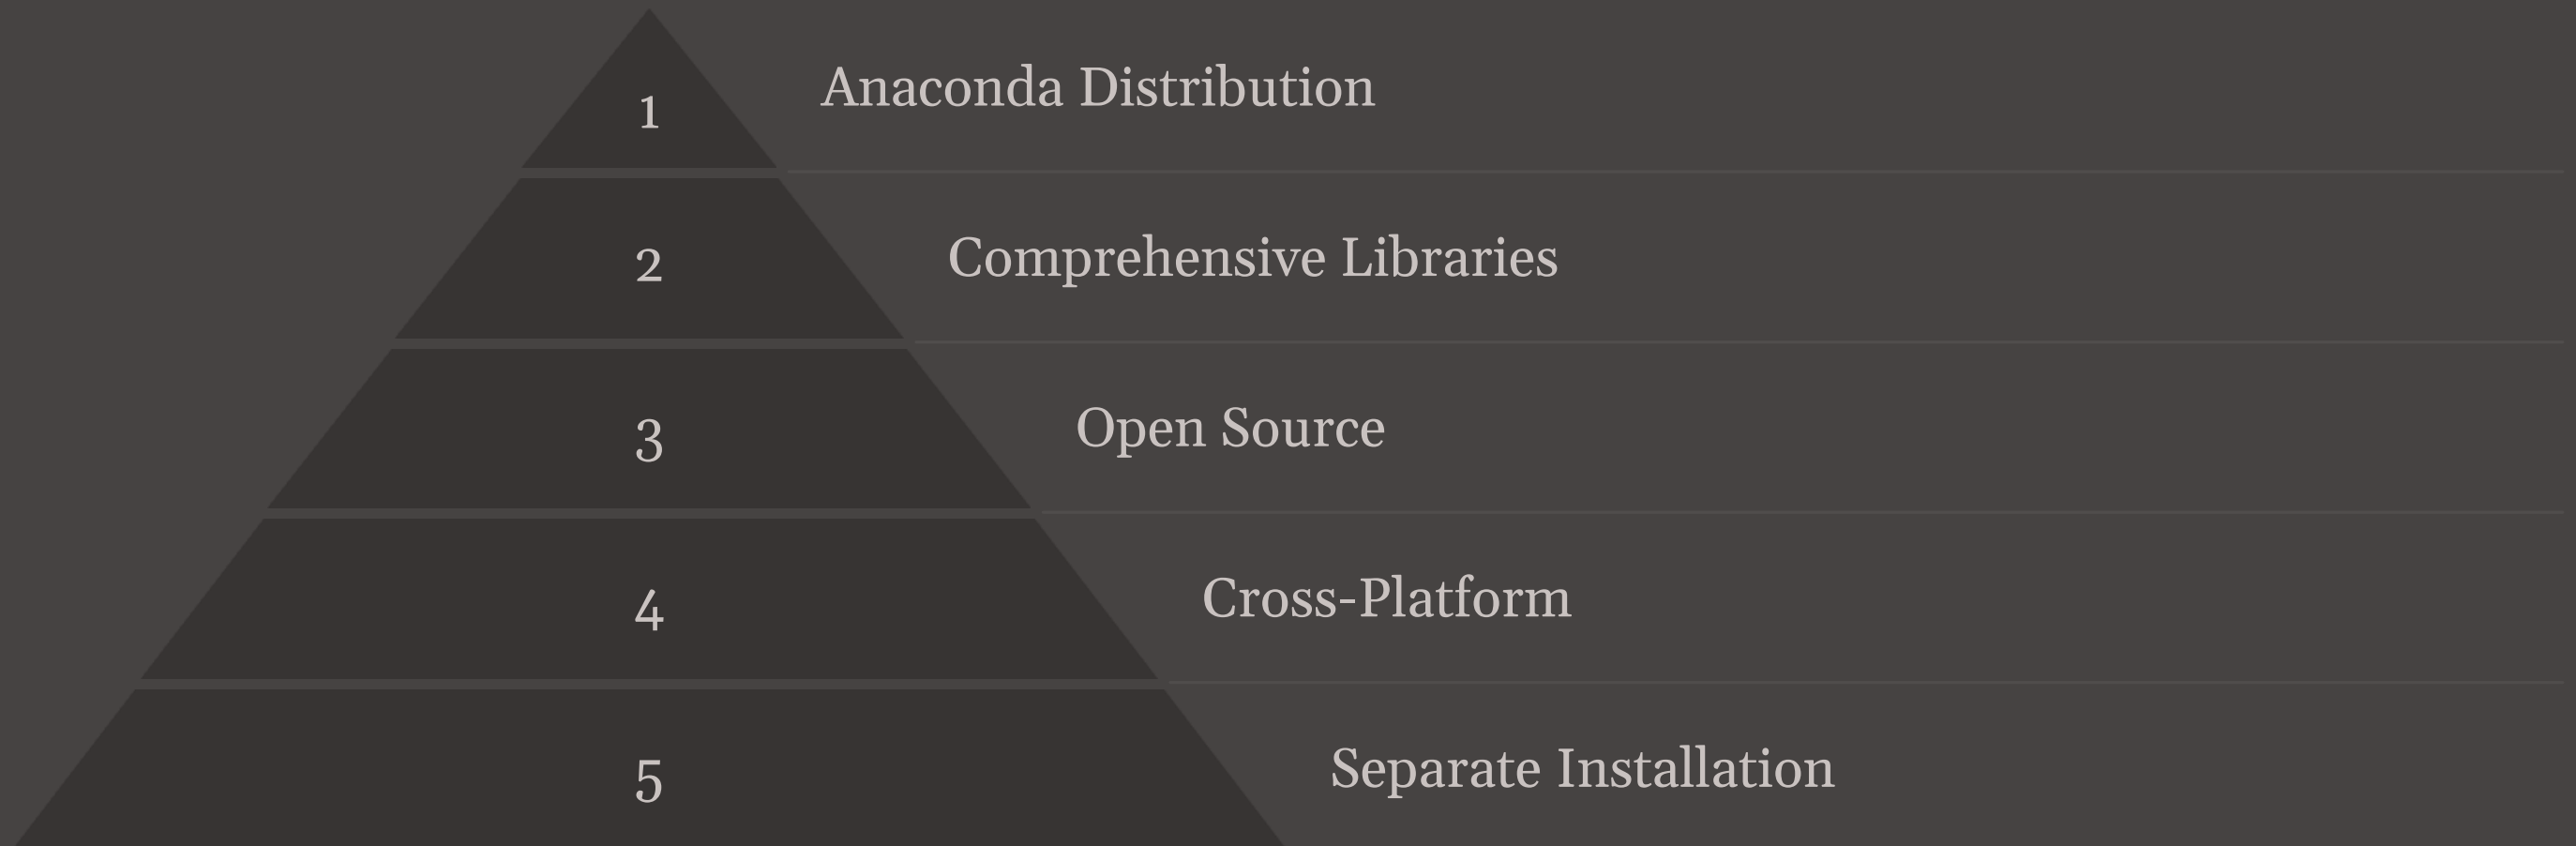 1
Anaconda Distribution
2
Comprehensive Libraries
3
Open Source
4
Cross-Platform
5
Separate Installation